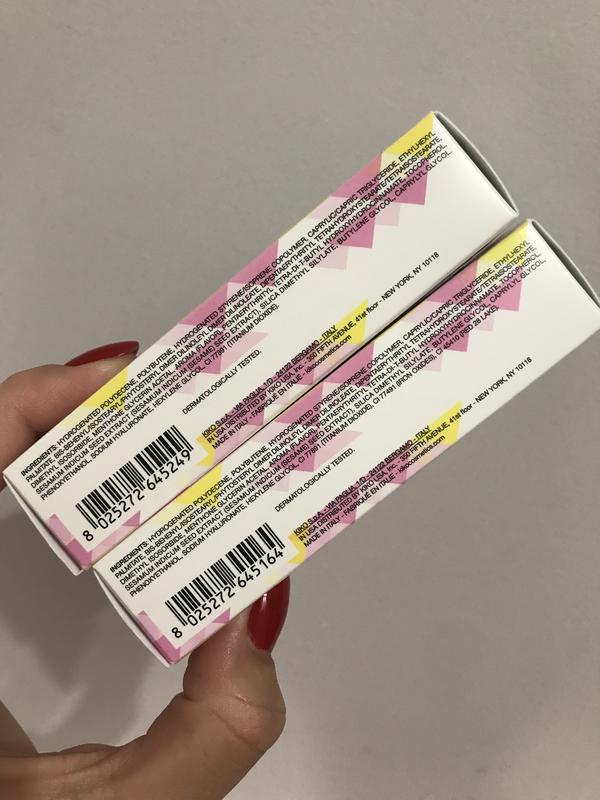 INGREDIENTS: HYDROGENATED POLYDECENE, POLYBUTENE, HYDROGENATED STYRENE/ISOPRENE COPOLYMER, CAPRYLIC/CAPRIC TRIGLYCERIDE, ETHYLHEXYL
PALMITATE, BIS-BEHENYL/ISOSTEARYL/PHYTOSTERYL DIMER DILINOLEYL DIMER DILINOLEATE, DIPENTAERYTHRITYL TETRAHYDROXYSTEARATE/TETRAISOSTEARATE,
DIMETHYL ISOSORBIDE, MENTHONE GLYCERIN ACETAL, AROMA (FLAVOR), PENTAERYTHRITYL TETRA-DI-T-BUTYL HYDROXYHYDROCINNAMATE, TOCOPHEROL,
SESAMUM INDICUM SEED EXTRACT (SESAMUM INDICUM (SESAME) SEED EXTRACT), SILICA DIMETHYL SILYLATE, BUTYLENE GLYCOL, CAPRYLYL GLYCOL,
PHENOXYETHANOL, SODIUM HYALURONATE, HEXYLENE GLYCOL, CI 77891 (TITANIUM DIOXIDE).
DERMATOLOGICALLY TESTED.
KIKO S.p.A. - VIA PAGLIA, 1/D - 24122 BERGAMO - ITALY
IN USA DISTRIBUTED BY KIKO USA, INC., 350 FIFTH AVENUE, 41st floor - NEW YORK, NY 10118
MADE IN ITALY - FABRIQUÉ EN ITALIE kikocosmetics.com
8 025272 645249
INGREDIENTS: HYDROGENATED POLYDECENE, POLYBUTENE, HYDROGENATED STYRENE/ISOPRENE COPOLYMER, CAPRYLIC/CAPRIC TRIGLYCERIDE, ETHYLHEXYL
PALMITATE, BIS-BEHENYL/ISOSTEARYL/PHYTOSTERYL DIMER DILINOLEYL DIMER DILINOLEATE, DIPENTAERYTHRITYL TETRAHYDROXYSTEARATE/TETRAISOSTEARATE,
DIMETHYL ISOSORBIDE, MENTHONE GLYCERIN ACETAL, AROMA (FLAVOR), PENTAERYTHRITYL TETRA-DI-T-BUTYL HYDROXYHYDROCINNAMATE, TOCOPHEROL,
SESAMUM INDICUM SEED EXTRACT (SESAMUM INDICUM (SESAME) SEED EXTRACT), SILICA DIMETHYL SILYLATE, BUTYLENE GLYCOL, CAPRYLYL GLYCOL,
PHENOXYETHANOL, SODIUM HYALURONATE, HEXYLENE GLYCOL, CI 77891 (TITANIUM DIOXIDE), CI 77491 (IRON OXIDES), CI 15410 (RED 28 LAKE).
DERMATOLOGICALLY TESTED.
KIKO S.p.A. - VIA PAGLIA, 1/D - 24122 BERGAMO - ITALY
IN USA DISTRIBUTED BY KIKO USA, INC., 350 FIFTH AVENUE, 41st floor - NEW YORK, NY 10118
MADE IN ITALY - FABRIQUÉ EN ITALIE kikocosmetics.com
8 025272 645164